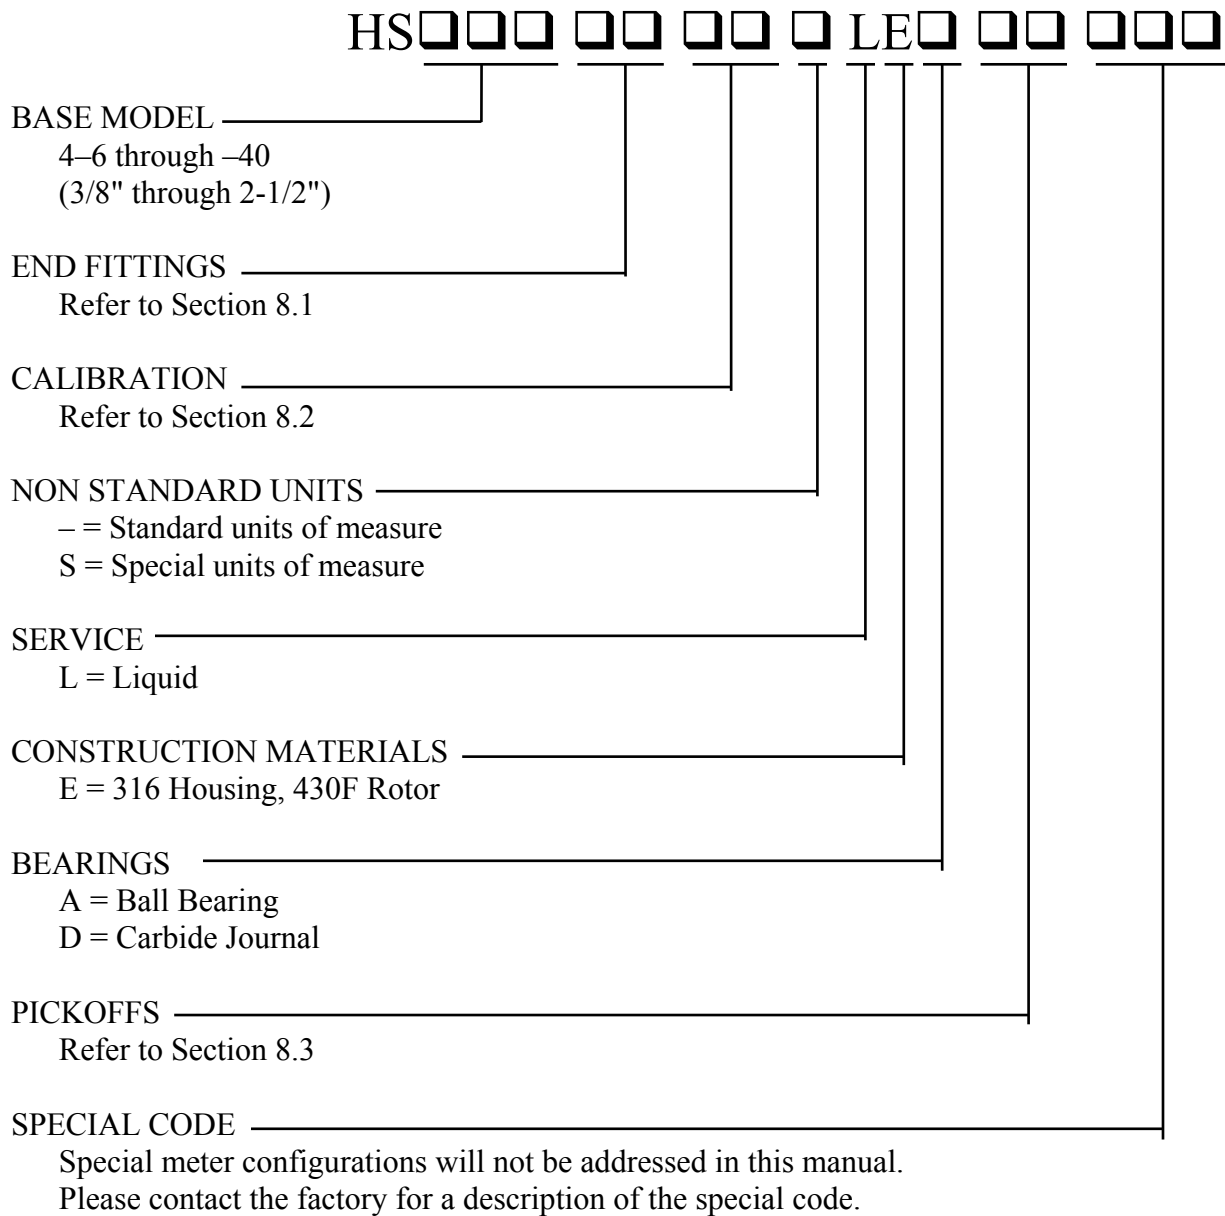 HS❑❑❑ ❑❑ ❑❑ ❑ LE❑ ❑❑ ❑❑❑
BASE MODEL
4–6 through –40
(3/8" through 2-1/2")
END FITTINGS
Refer to Section 8.1
CALIBRATION
Refer to Section 8.2
NON STANDARD UNITS
– = Standard units of measure
S = Special units of measure
SERVICE
L = Liquid
CONSTRUCTION MATERIALS
E = 316 Housing, 430F Rotor
BEARINGS
A = Ball Bearing
D = Carbide Journal
PICKOFFS
Refer to Section 8.3
SPECIAL CODE
Special meter configurations will not be addressed in this manual.
Please contact the factory for a description of the special code.